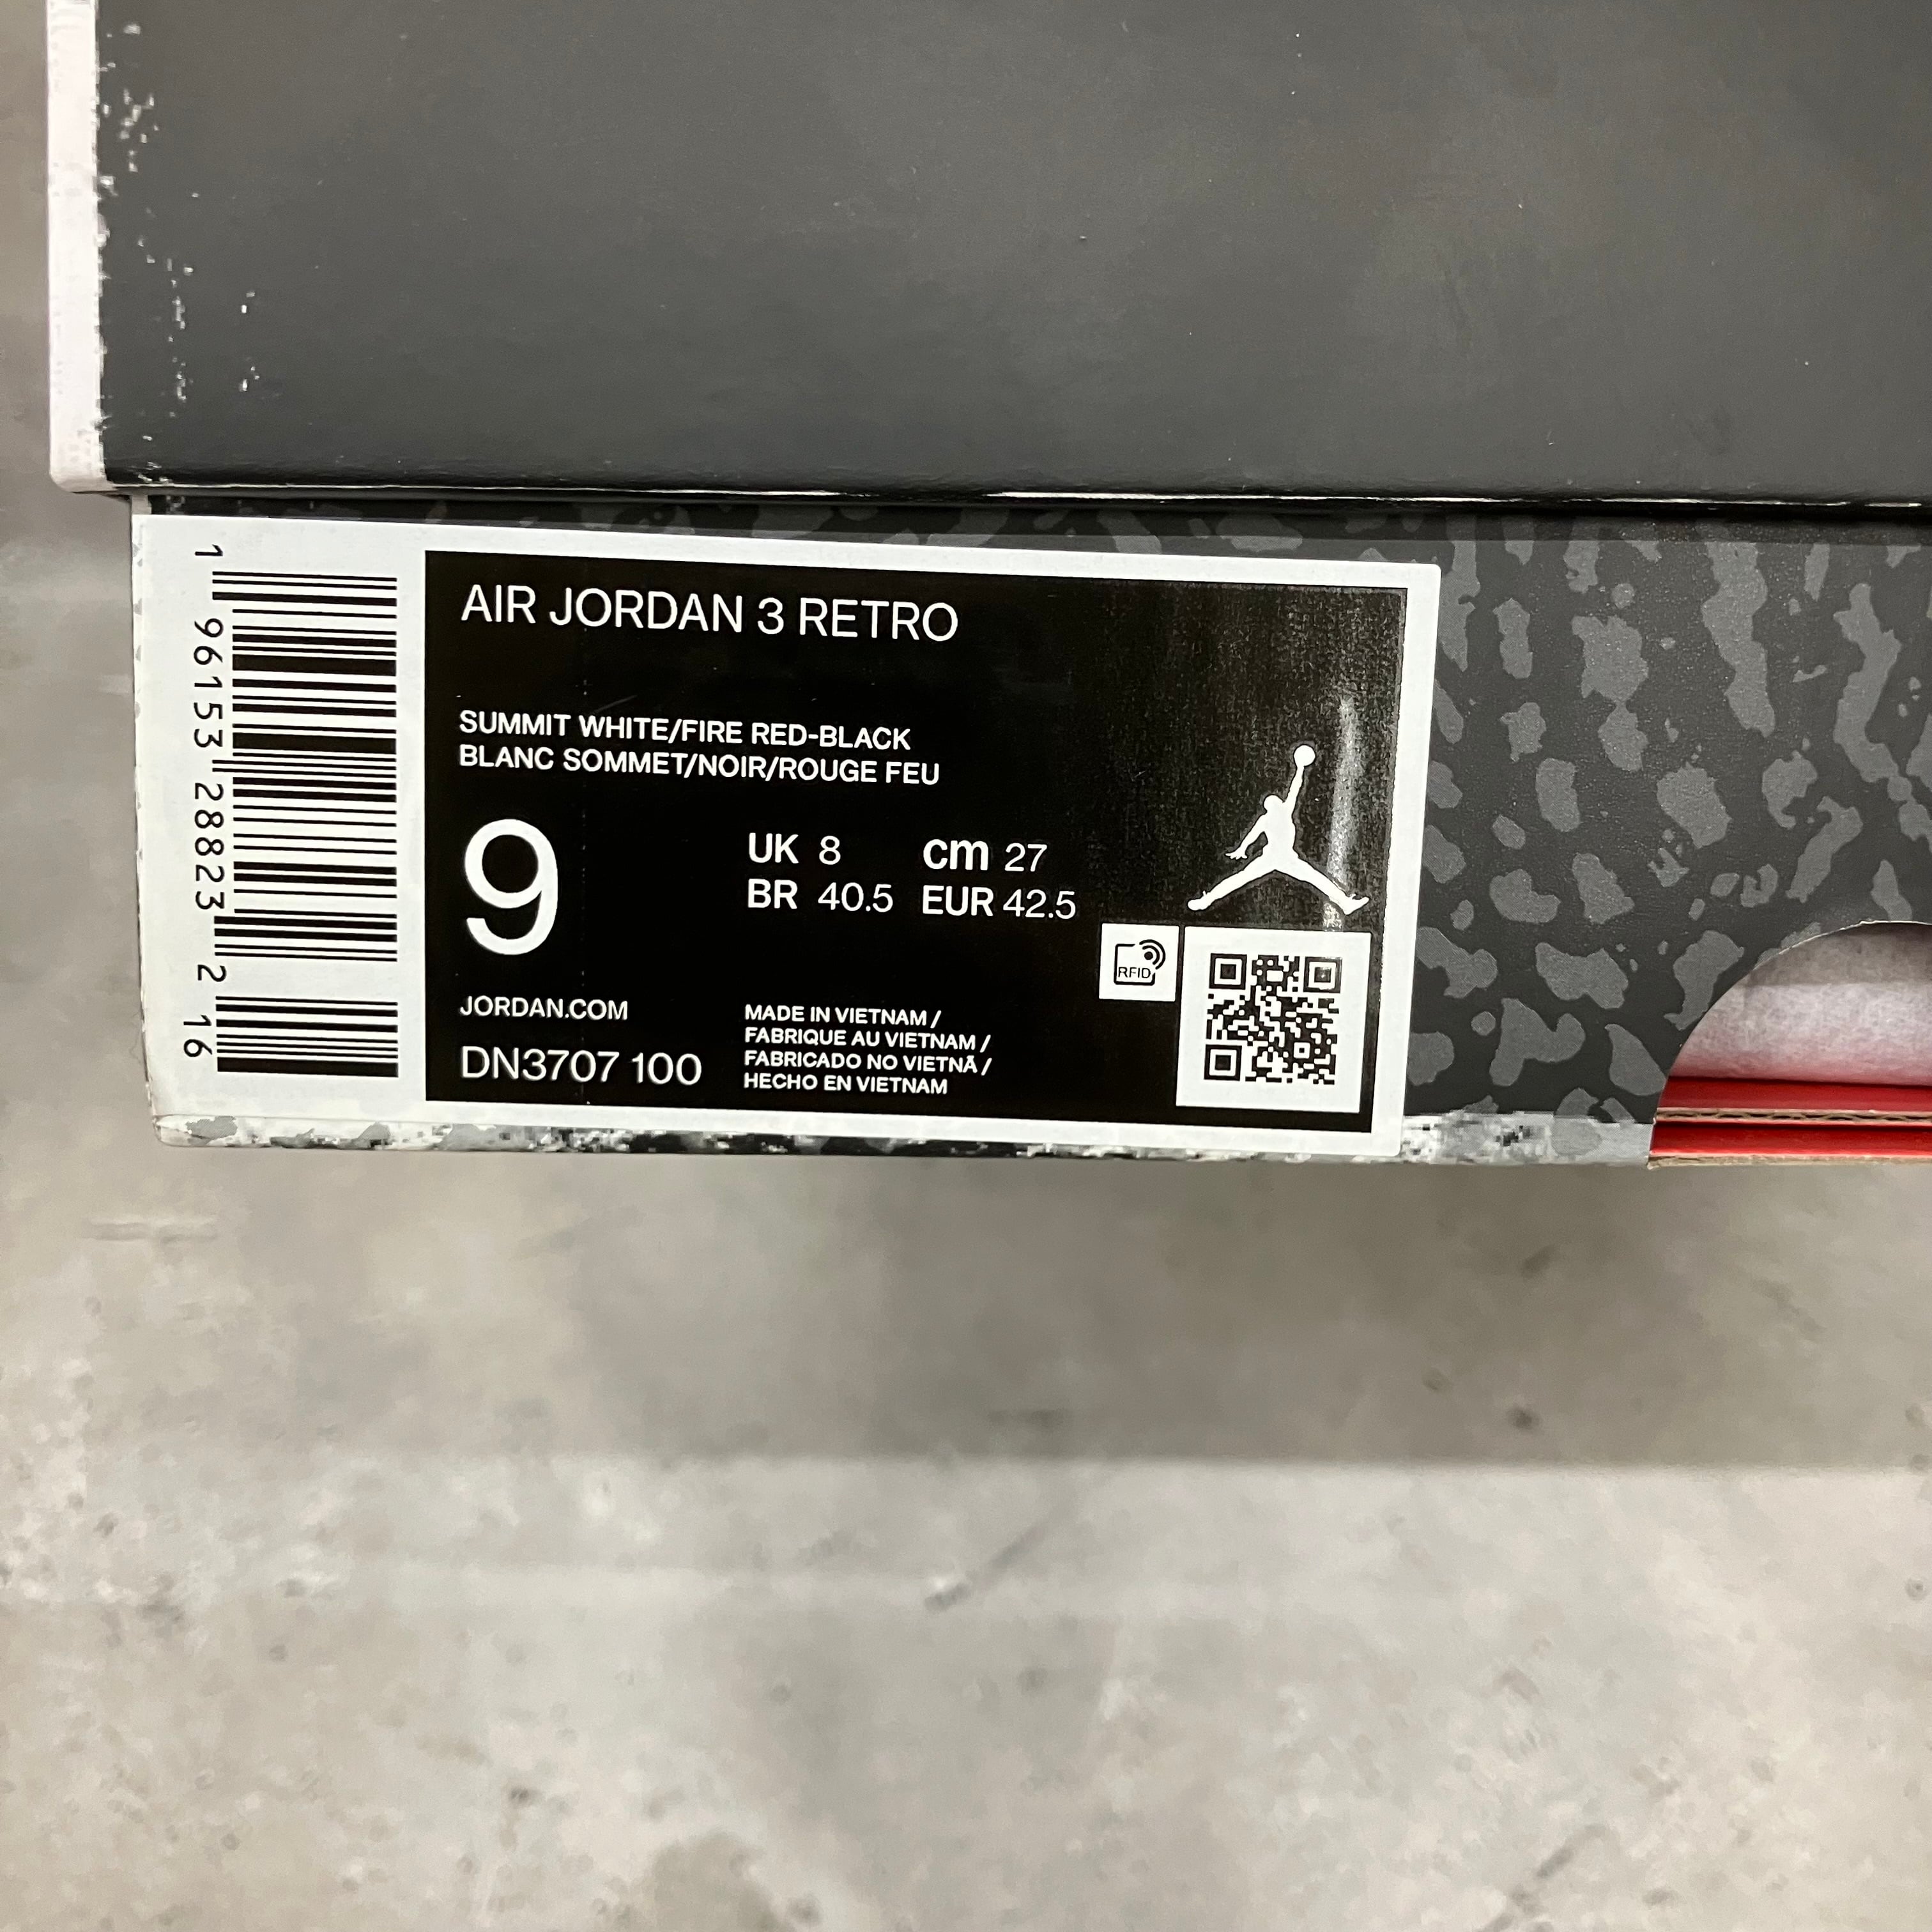 1 96153 28823 2 16
AIR JORDAN 3 RETRO
SUMMIT WHITE/FIRE RED-BLACK
BLANC SOMMET/NOIR/ROUGE FEU
9
UK 8 cm 27
BR 40.5 EUR 42.5
RFID
JORDAN.COM
DN3707 100
MADE IN VIETNAM /
FABRIQUE AU VIETNAM /
FABRICADO NO VIETNÃ /
HECHO EN VIETNAM